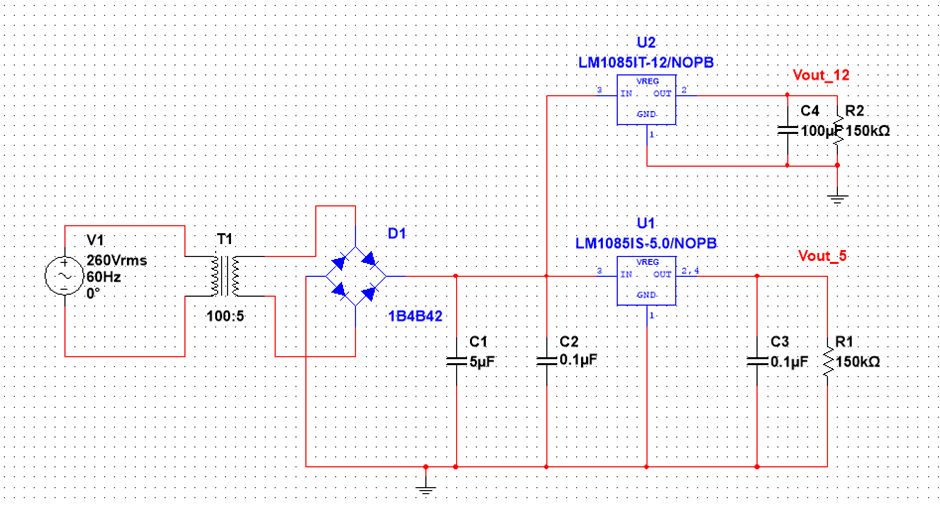 U2
LM1085IT-12/NOPB
Vout_12
VREG
3
IN
OUT
2
GND
1
C4
100µF
R2
150kΩ
V1
260Vrms
60Hz
0°
T1
100:5
D1
1B4B42
U1
LM1085IS-5.0/NOPB
Vout_5
VREG
3
IN
OUT
2,4
GND
1
C1
5µF
C2
0.1µF
C3
0.1µF
R1
150kΩ